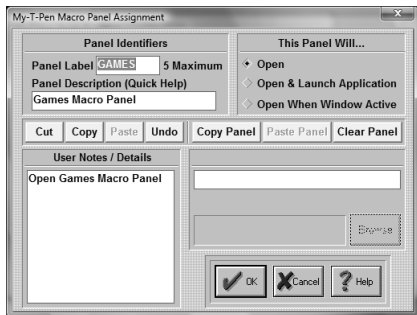 My-T-Pen Macro Panel Assignment
Panel Identifiers
Panel Label GAMES 5 Maximum
Panel Description (Quick Help)
Games Macro Panel
This Panel Will...
Open
Open & Launch Application
Open When Window Active
Cut Copy Paste Undo Copy Panel Paste Panel Clear Panel
User Notes / Details
Open Games Macro Panel
Browse
OK Cancel Help